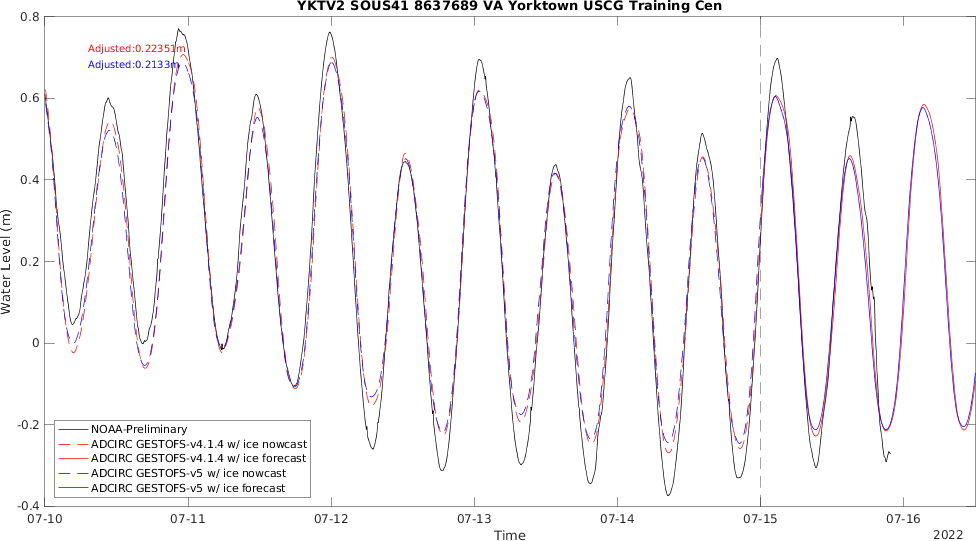 YKTV2 SOUS41 8637689 VA Yorktown USCG Training Cen
Adjusted:0.22351m
Adjusted:0.2133m
0.8
0.6
0.4
0.2
0
-0.2
-0.4
Water Level (m)
NOAA-Preliminary
ADCIRC GESTOFS-v4.1.4 w/ ice nowcast
ADCIRC GESTOFS-v4.1.4 w/ ice forecast
ADCIRC GESTOFS-v5 w/ ice nowcast
ADCIRC GESTOFS-v5 w/ ice forecast
07-10 07-11 07-12 07-13 07-14 07-15 07-16
Time
2022